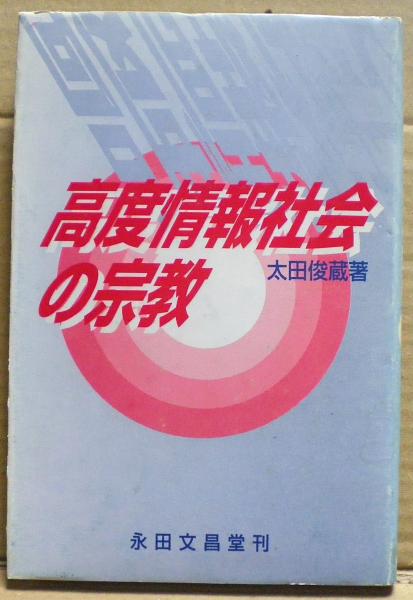 高度情報社会
の宗教
太田俊蔵著
永田文昌堂刊